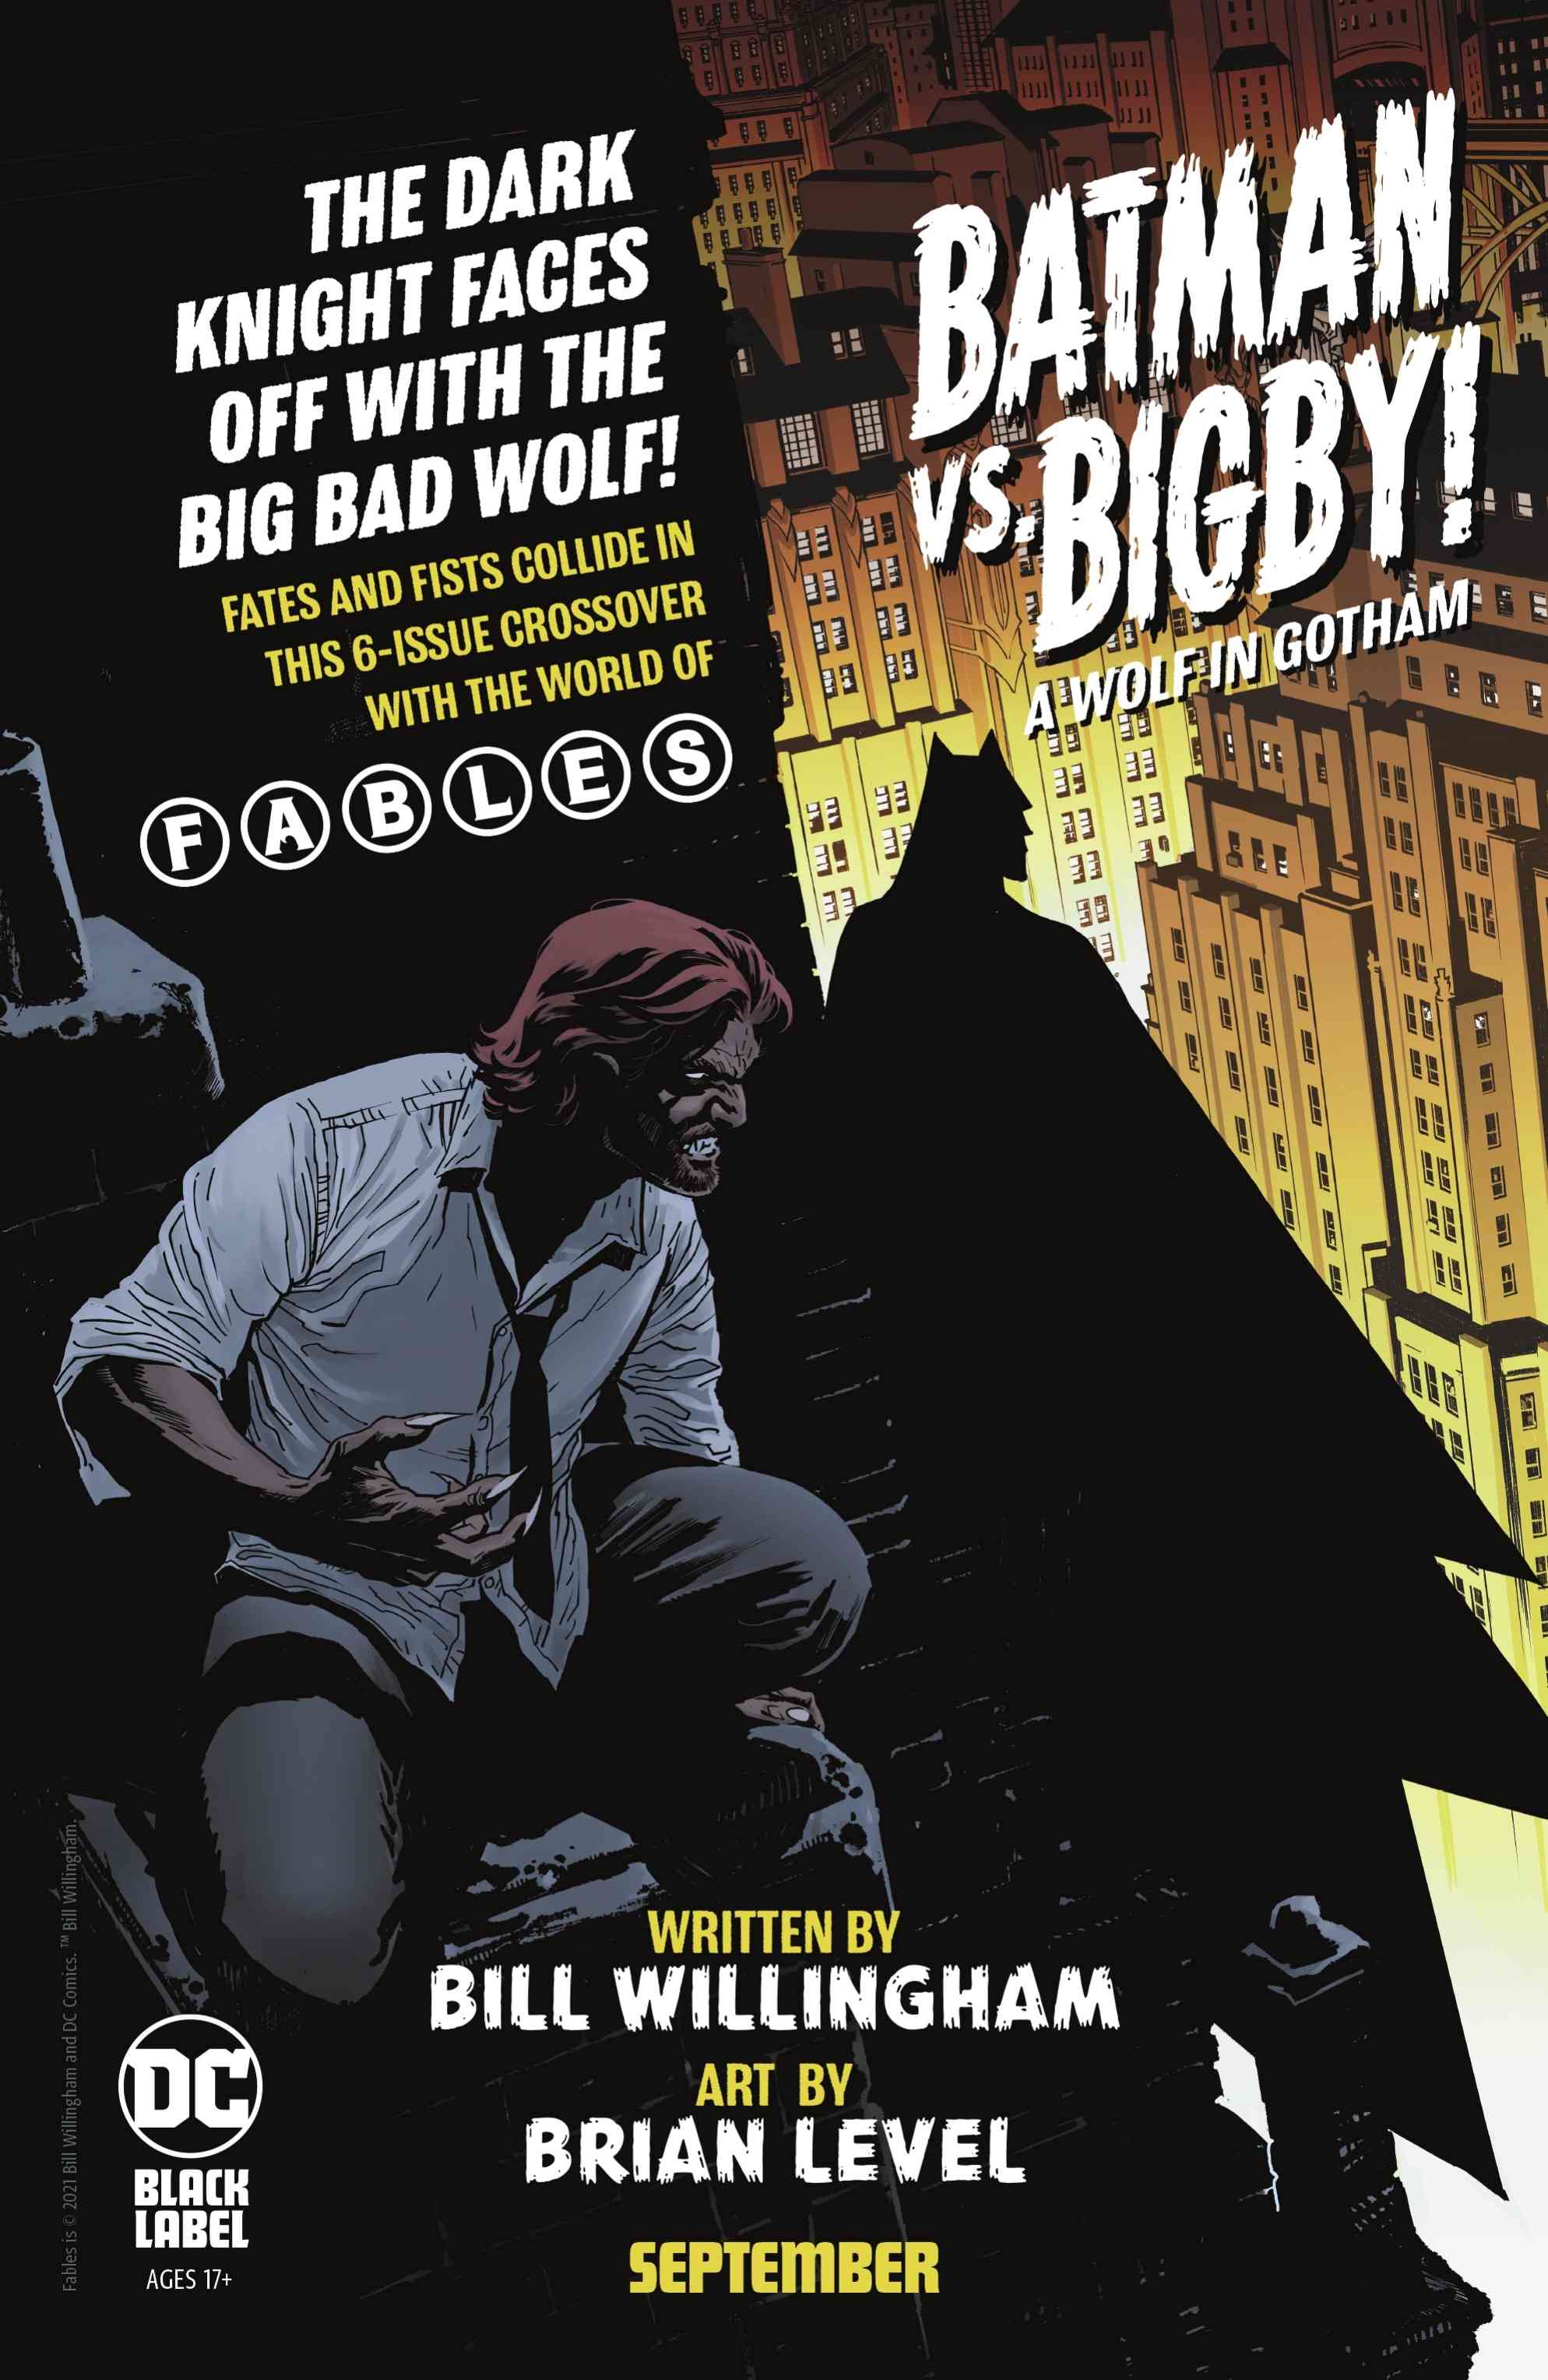 THE DARK
KNIGHT FACES
OFF WITH THE
BIG BAD WOLF!
FATES AND FISTS COLLIDE IN
THIS 6-ISSUE CROSSOVER
WITH THE WORLD OF
FABLES
BATMAN
VS. BIGBY!
A WOLF IN GOTHAM
WRITTEN BY
BILL WILLINGHAM
ART BY
BRIAN LEVEL
SEPTEMBER
DC
BLACK
LABEL
AGES 17+
Fables is © 2021 Bill Willingham and DC Comics. ™ Bill Willingham.